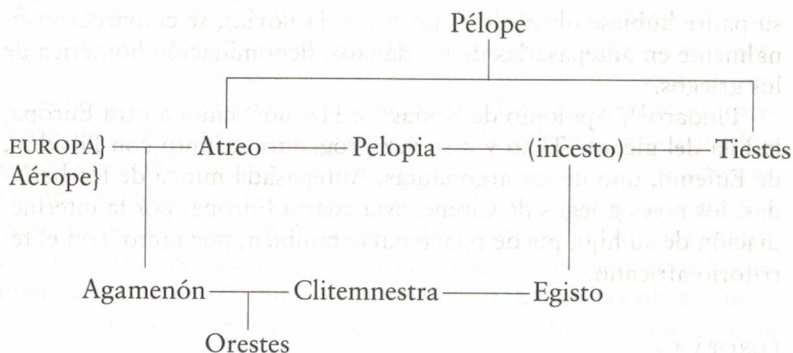 Pélope
EUROPA} Atreo Pelopia (incesto) Tiestes
Aérope}
Agamenón Clitemnestra Egisto
Orestes